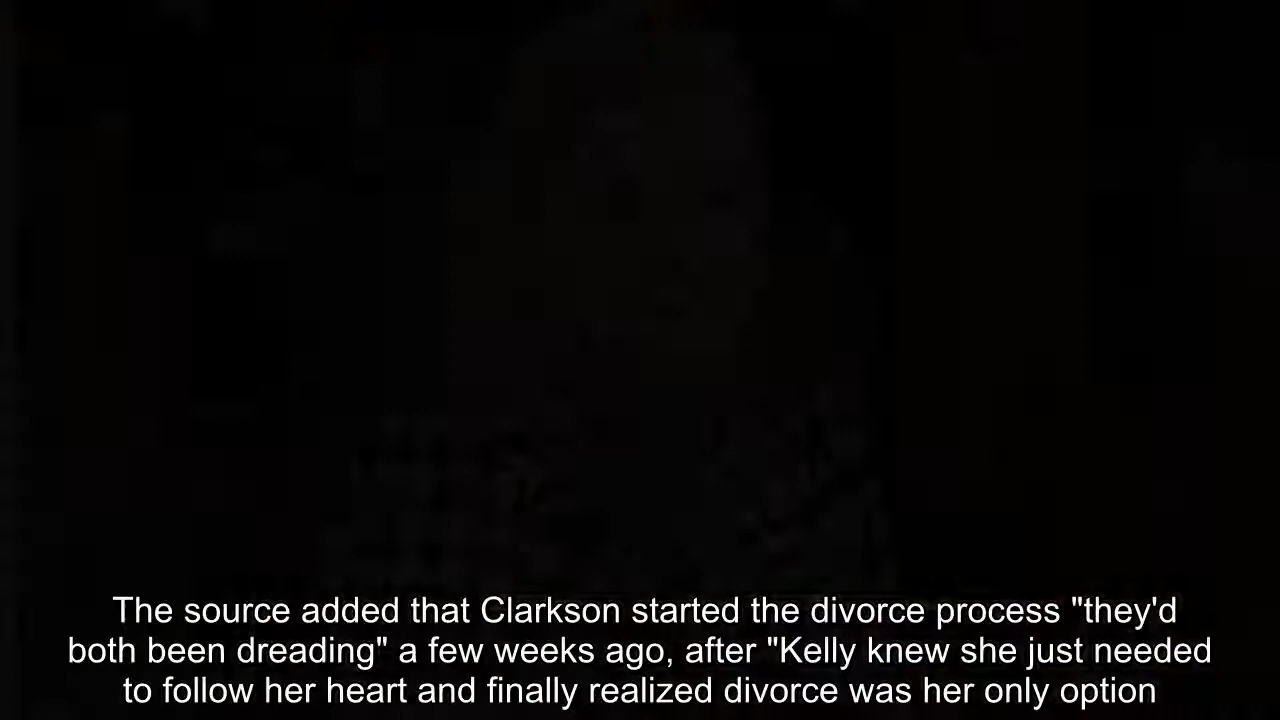 The source added that Clarkson started the divorce process "they'd
both been dreading" a few weeks ago, after "Kelly knew she just needed
to follow her heart and finally realized divorce was her only option